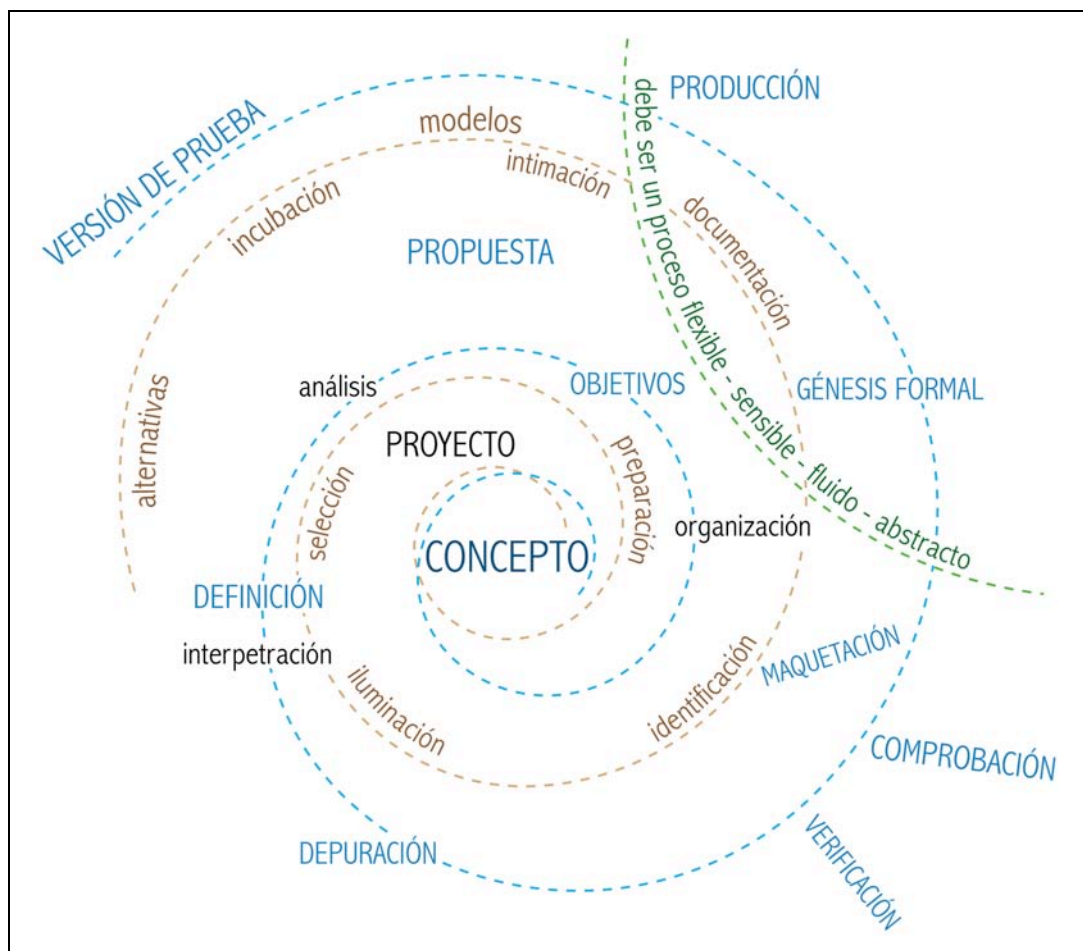 PRODUCCIÓN
VERSIÓN DE PRUEBA
modelos
intimación
incubación
debe ser un proceso flexible - sensible - fluido - abstracto
documentación
PROPUESTA
análisis
OBJETIVOS
GÉNESIS FORMAL
alternativas
PROYECTO
selección
preparación
organización
CONCEPTO
DEFINICIÓN
interpetración
iluminación
identificación
MAQUETACIÓN
COMPROBACIÓN
DEPURACIÓN
VERIFICACIÓN